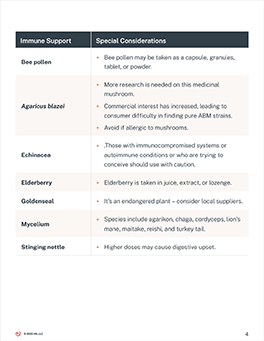 Immune Support Special Considerations
Bee pollen
• Bee pollen may be taken as a capsule, granules,
tablet, or powder.
Agaricus blazei
• More research is needed on this medicinal
mushroom.
• Commercial interest has increased, leading to
consumer difficulty in finding pure ABM strains.
• Avoid if allergic to mushrooms.
Echinacea
• .Those with immunocompromised systems or
autoimmune conditions or who are trying to
conceive should use with caution.
Elderberry
• Elderberry is taken in juice, extract, or lozenge.
Goldenseal
• It's an endangered plant – consider local suppliers.
Mycelium
• Species include agarikon, chaga, cordyceps, lion's
mane, maitake, reishi, and turkey tail.
Stinging nettle
• Higher doses may cause digestive upset.
4